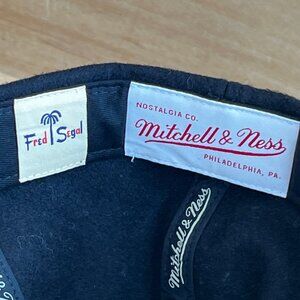 Fred Segal
NOSTALGIA CO.
Mitchell & Ness
PHILADELPHIA, PA.
Mitchell & Ness